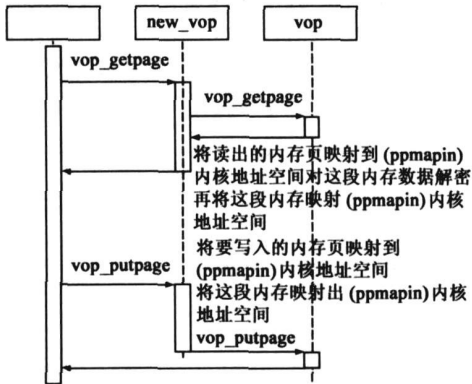 new_vop
vop
vop_getpage
vop_getpage
将读出的内存页映射到(ppmapin)
内核地址空间对这段内存数据解密
再将这段内存映射(ppmapin)内核
地址空间
将要写入的内存页映射到
vop_putpage
(ppmapin)内核地址空间
将这段内存映射出(ppmapin)内核
地址空间
vop_putpage